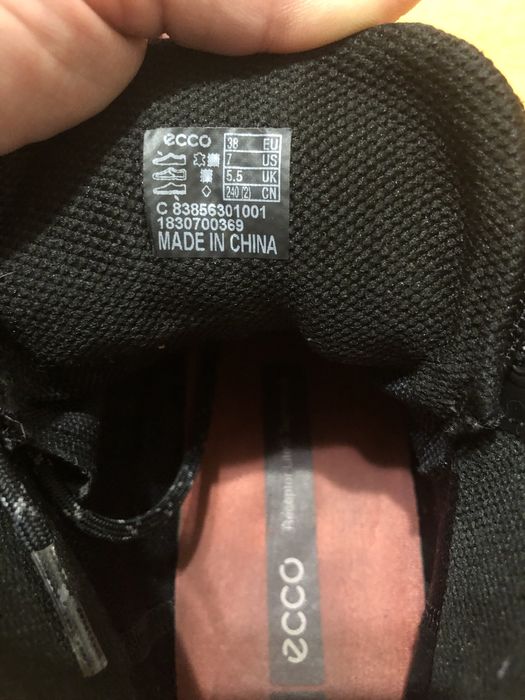 ecco
38 EU
7 US
5.5 UK
240 (2) CN
C 83856301001
1830700369
MADE IN CHINA
ecco